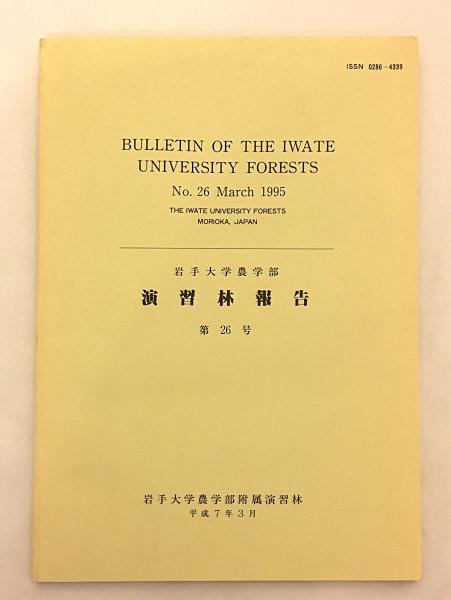 ISSN 0286-4339
BULLETIN OF THE IWATE
UNIVERSITY FORESTS
No. 26 March 1995
THE IWATE UNIVERSITY FORESTS
MORIOKA, JAPAN
岩手大学農学部
演習林報告
第 26 号
岩手大学農学部附属演習林
平成7年3月